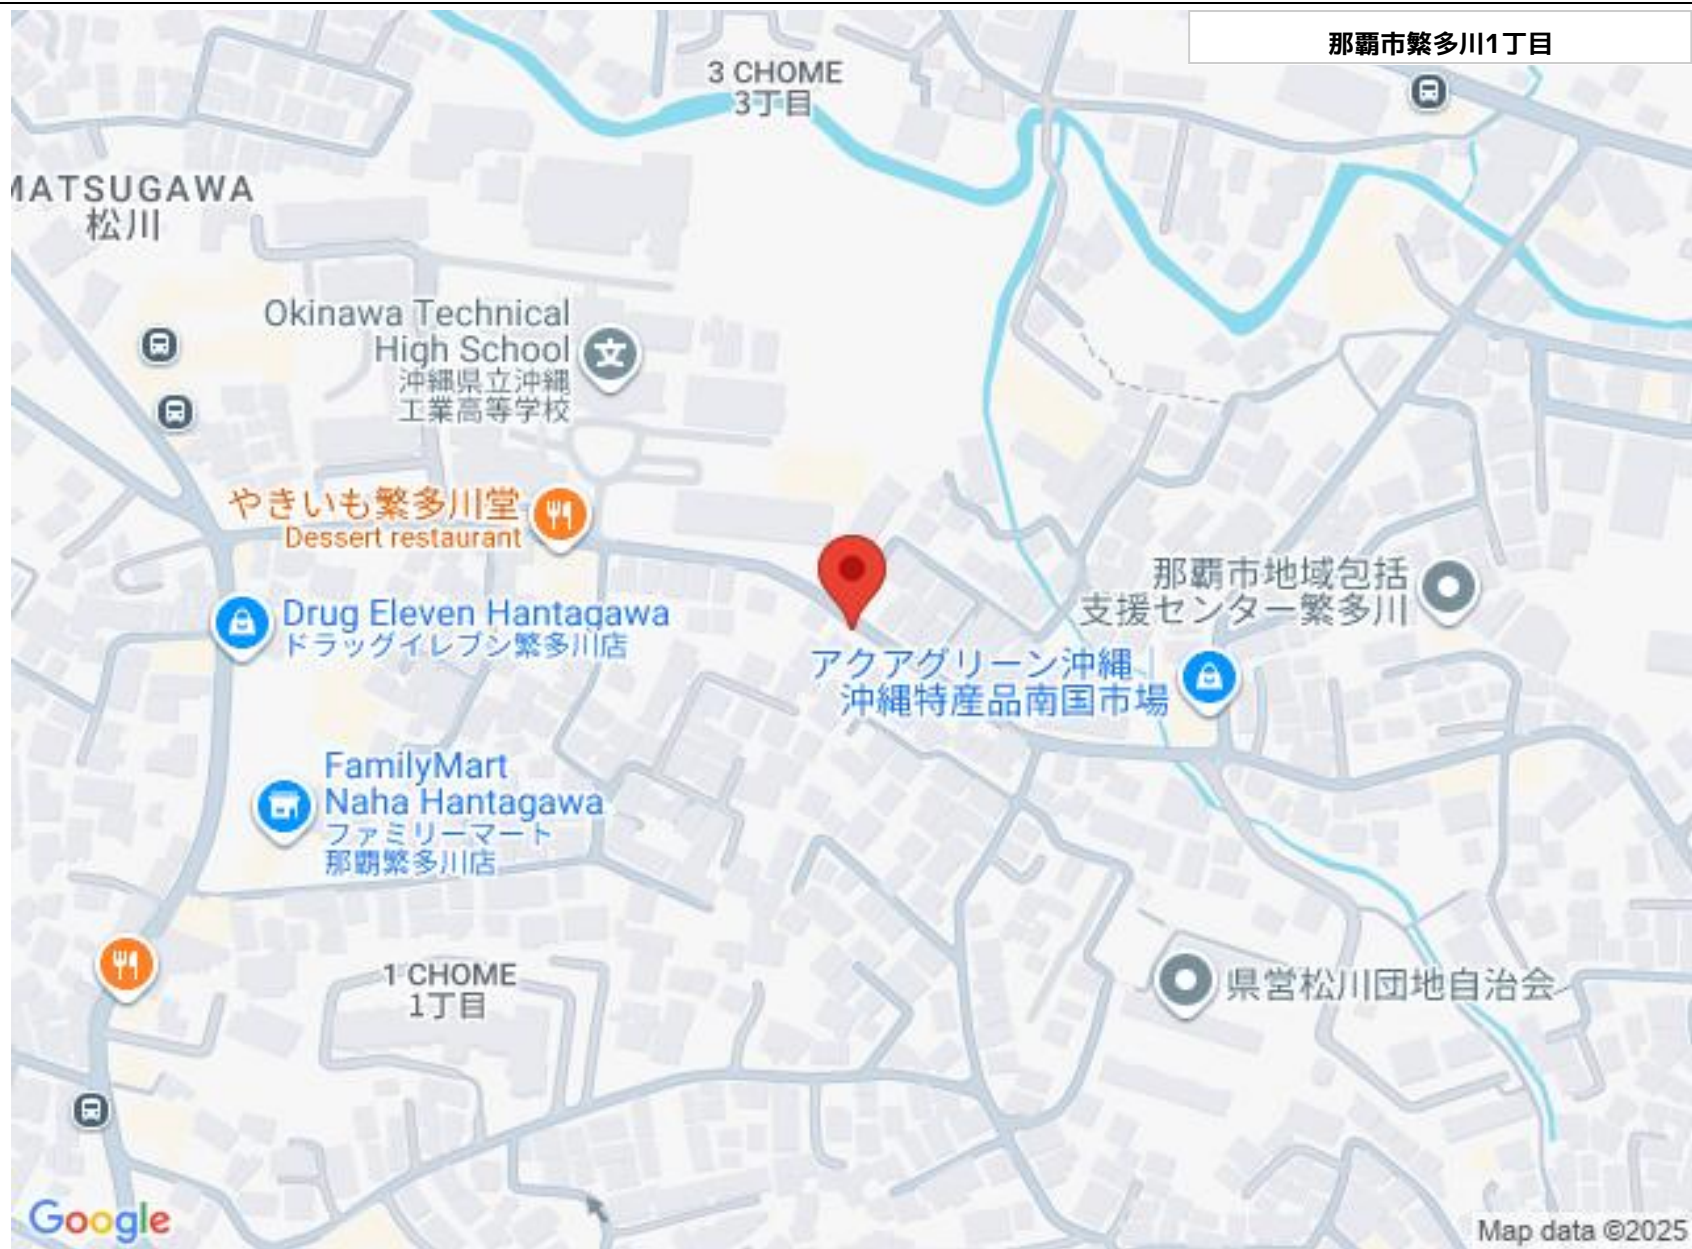 那覇市繁多川1丁目
3 CHOME
3丁目
MATSUGAWA
松川
Okinawa Technical
High School
沖縄県立沖縄
工業高等学校
やきいも繁多川堂
Dessert restaurant
那覇市地域包括
支援センター繁多川
Drug Eleven Hantagawa
ドラッグイレブン繁多川店
アクアグリーン沖縄｜
沖縄特産品南国市場
FamilyMart
Naha Hantagawa
ファミリーマート
那覇繁多川店
1 CHOME
1丁目
県営松川団地自治会
Google
Map data ©2025